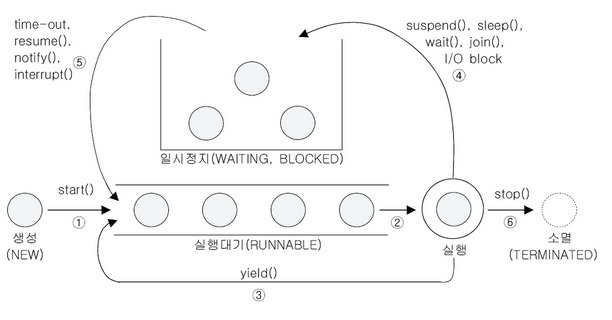 time-out,
resume(),
notify(),
interrupt()
⑤
suspend(), sleep(),
wait(), join(),
I/O block
④
일시정지(WAITING, BLOCKED)
start()
①
생성
(NEW)
실행대기(RUNNABLE)
②
실행
stop()
⑥
소멸
(TERMINATED)
yield()
③